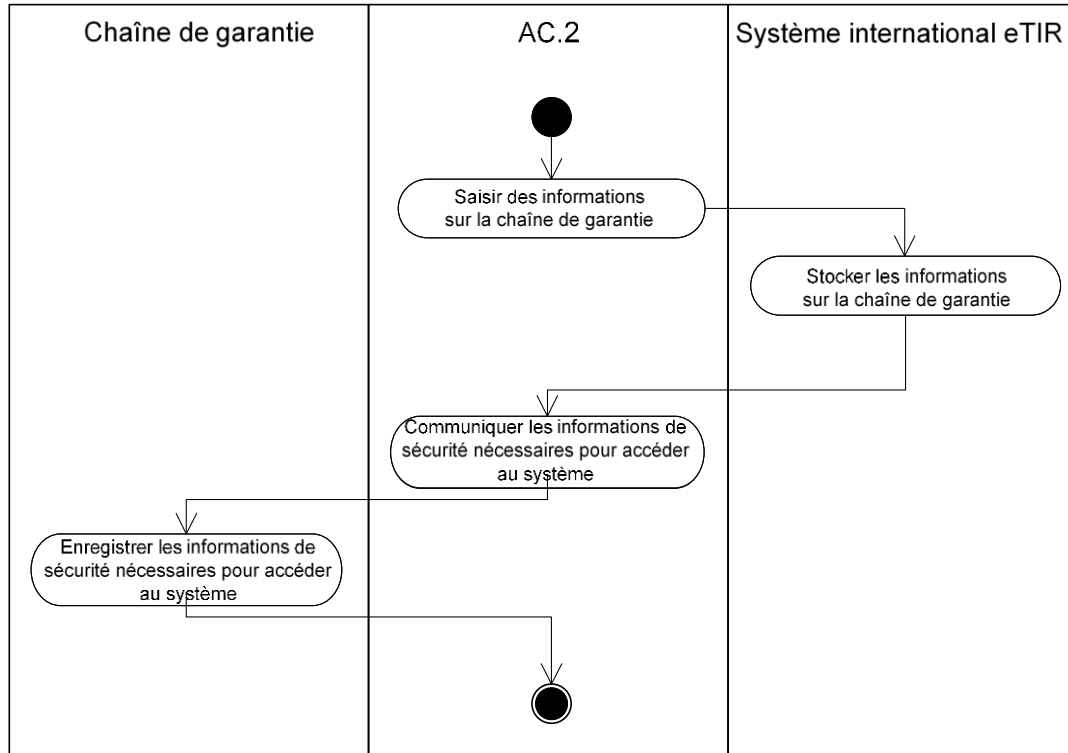 Chaîne de garantie
AC.2
Système international eTIR
Saisir des informations
sur la chaîne de garantie
Stocker les informations
sur la chaîne de garantie
Communiquer les informations de
sécurité nécessaires pour accéder
au système
Enregistrer les informations de
sécurité nécessaires pour accéder
au système